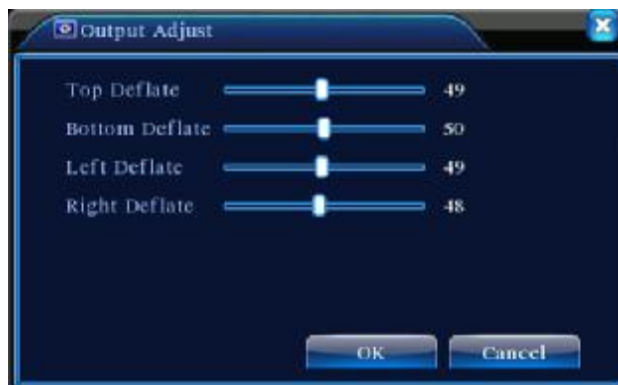 Output Adjust
Top Deflate 49
Bottom Deflate 50
Left Deflate 49
Right Deflate 48
OK Cancel